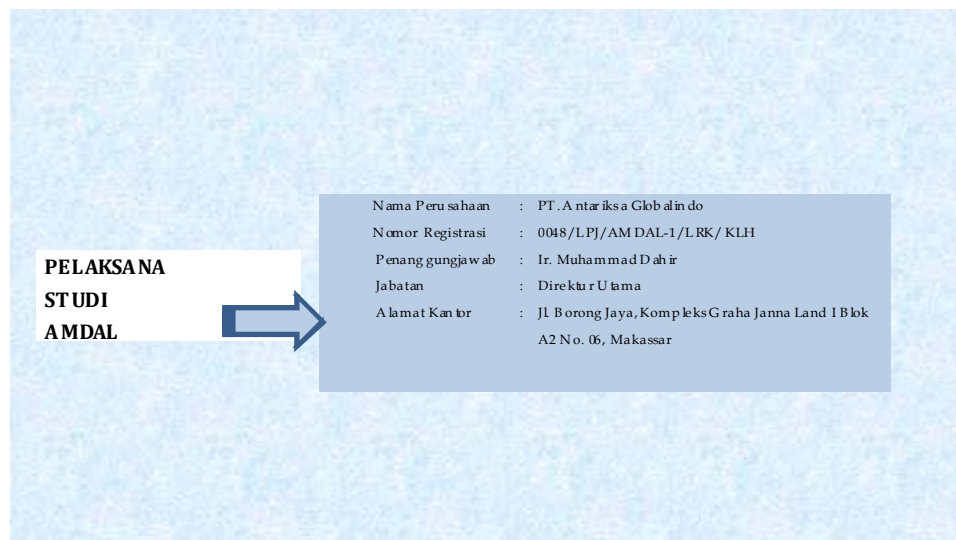 PELAKSANA
STUDI
AMDAL
Nama Perusahaan : PT. Antariksa Globalindo
Nomor Registrasi : 0048/LPJ/AMDAL-1/LRK/KLH
Penanggungjawab : Ir. Muhammad Dahir
Jabatan : Direktur Utama
Alamat Kantor : Jl. Borong Jaya, Kompleks Graha Janna Land I Blok
A2 No. 06, Makassar